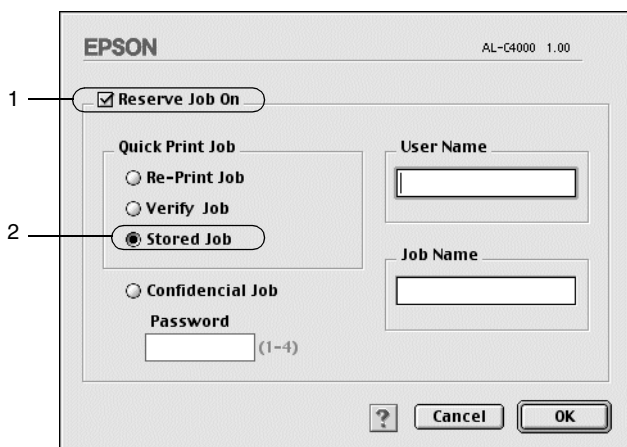 EPSON
AL-C4000 1.00
1
Reserve Job On
Quick Print Job
Re-Print Job
Verify Job
2
Stored Job
Confidencial Job
Password
(1-4)
User Name
Job Name
?
Cancel
OK